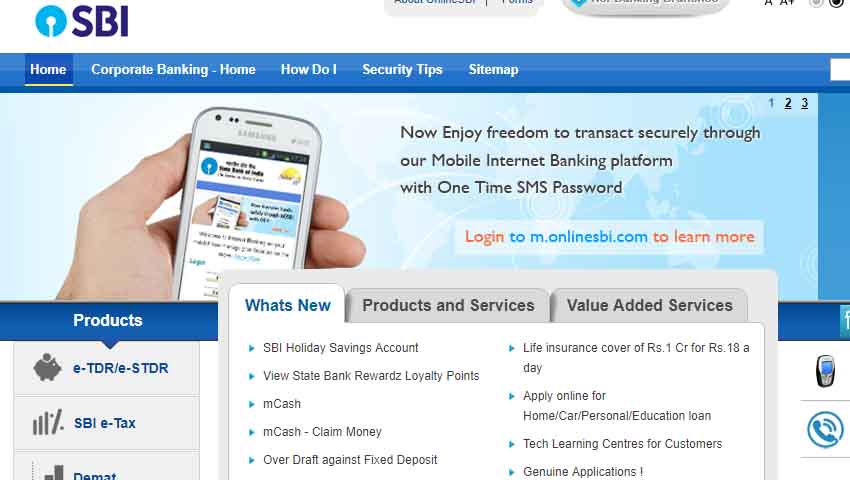 SBI
About OnlineSBI | Forms
A A+
Home Corporate Banking - Home How Do I Security Tips Sitemap
1 2 3
Now Enjoy freedom to transact securely through
our Mobile Internet Banking platform
with One Time SMS Password
Login to m.onlinesbi.com to learn more
SAMSUNG
State Bank of India
Login
Whats New
Products and Services
Value Added Services
Products
e-TDR/e-STDR
SBI e-Tax
Demat
SBI Holiday Savings Account
View State Bank Rewardz Loyalty Points
mCash
mCash - Claim Money
Over Draft against Fixed Deposit
Life insurance cover of Rs.1 Cr for Rs.18 a
day
Apply online for
Home/Car/Personal/Education loan
Tech Learning Centres for Customers
Genuine Applications !